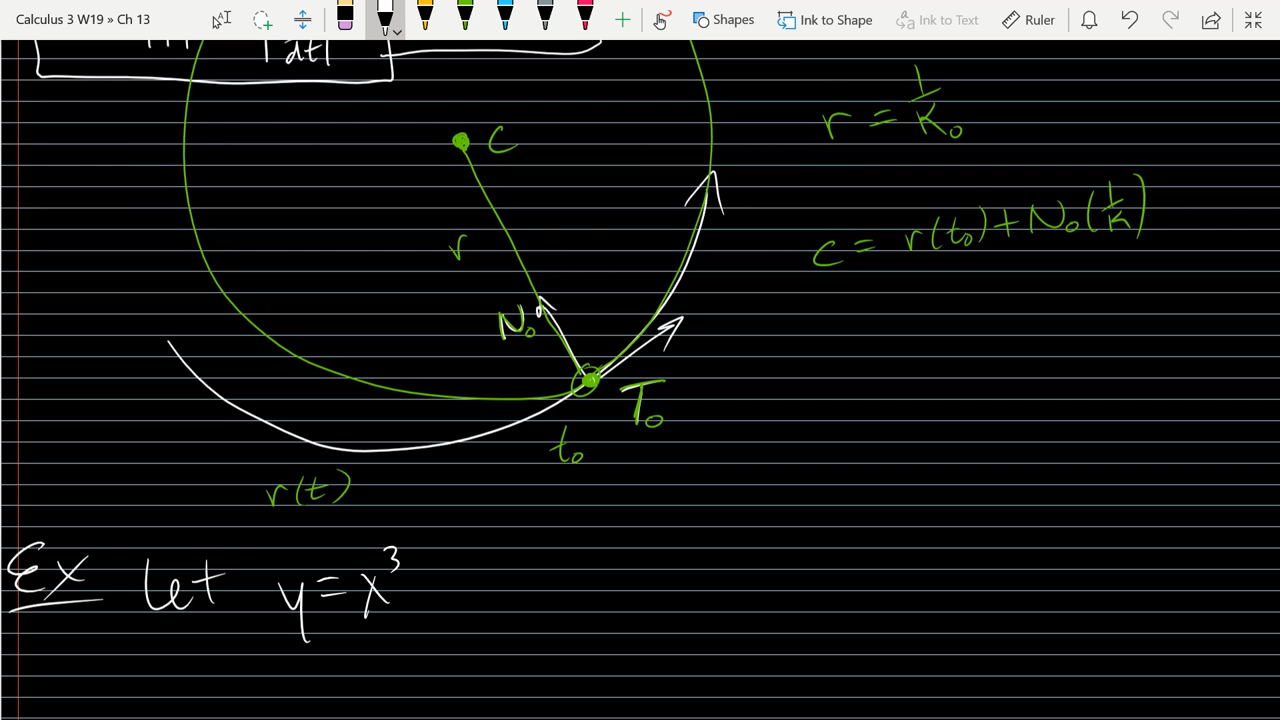 Calculus 3 W19 » Ch 13
Shapes
Ink to Shape
Ink to Text
Ruler
|dt|
C
r = 1/K₀
r
c = r(t₀) + N₀(1/K)
N₀
T₀
t₀
r(t)
Ex Let y = x³